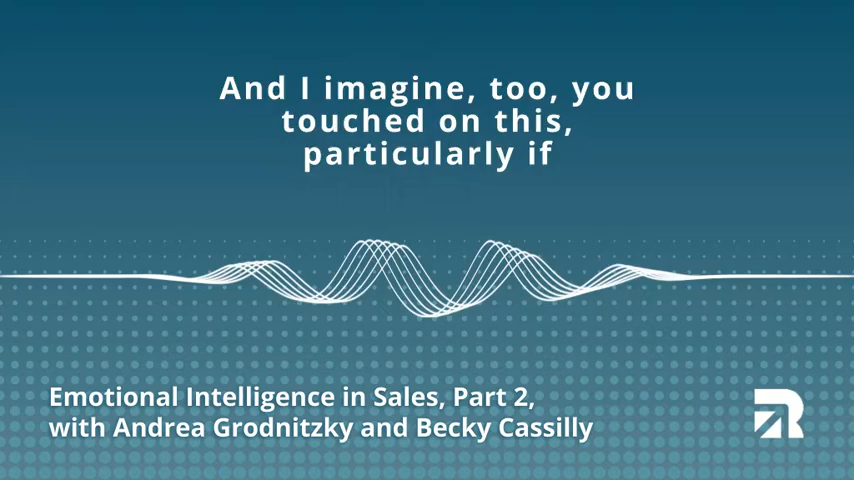 And I imagine, too, you
touched on this,
particularly if
Emotional Intelligence in Sales, Part 2,
with Andrea Grodnitzky and Becky Cassilly